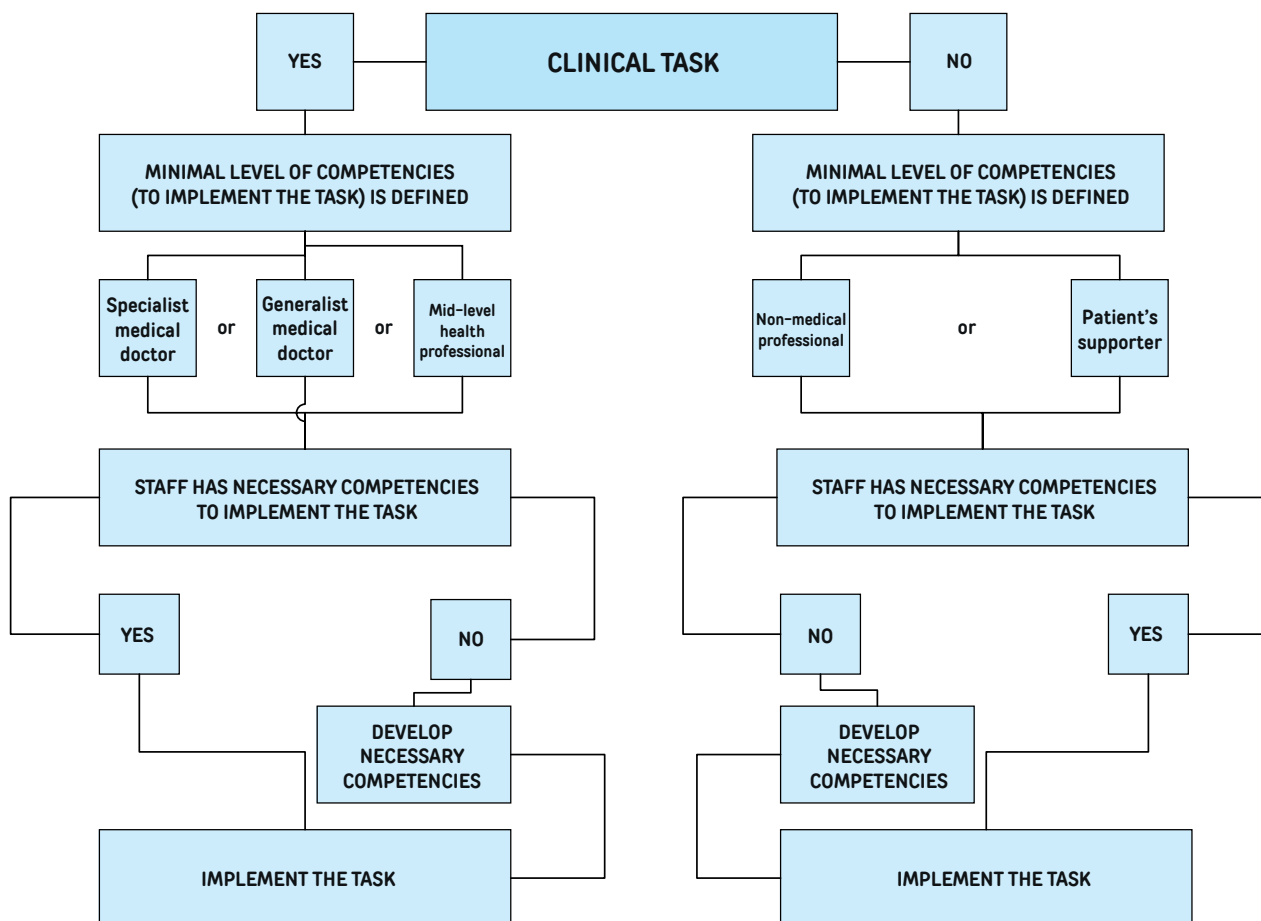 YES
CLINICAL TASK
NO
MINIMAL LEVEL OF COMPETENCIES
(TO IMPLEMENT THE TASK) IS DEFINED
MINIMAL LEVEL OF COMPETENCIES
(TO IMPLEMENT THE TASK) IS DEFINED
Specialist
medical
doctor
or
Generalist
medical
doctor
or
Mid-level
health
professional
Non-medical
professional
or
Patient's
supporter
STAFF HAS NECESSARY COMPETENCIES
TO IMPLEMENT THE TASK
STAFF HAS NECESSARY COMPETENCIES
TO IMPLEMENT THE TASK
YES
NO
NO
YES
DEVELOP
NECESSARY
COMPETENCIES
DEVELOP
NECESSARY
COMPETENCIES
IMPLEMENT THE TASK
IMPLEMENT THE TASK